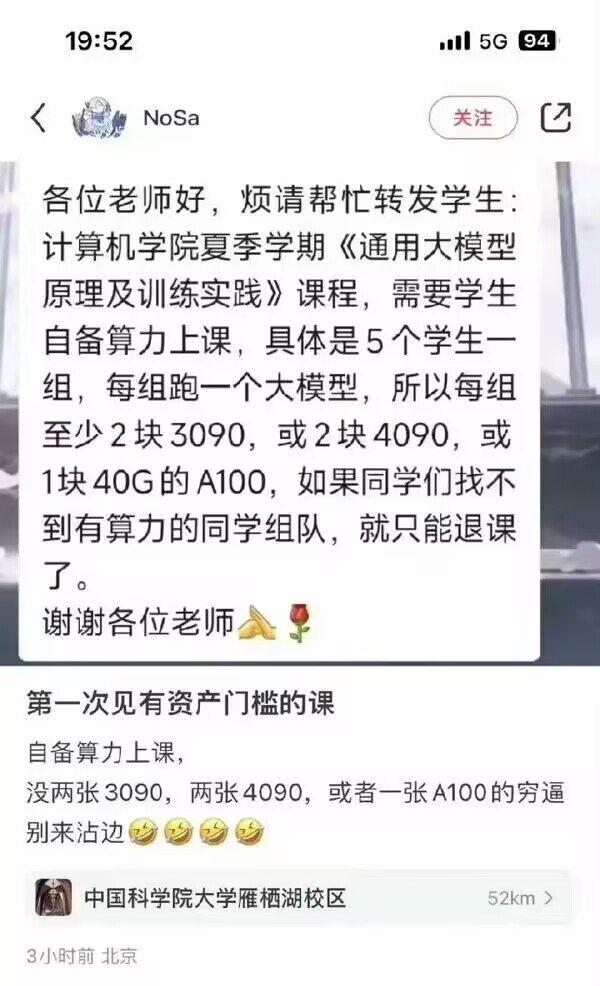 19:52
5G
94
NoSa
关注
各位老师好，烦请帮忙转发学生：
计算机学院夏季学期《通用大模型
原理及训练实践》课程，需要学生
自备算力上课，具体是5个学生一
组，每组跑一个大模型，所以每组
至少2块3090，或2块4090，或
1块40G的A100，如果同学们找不
到有算力的同学组队，就只能退课
了。
谢谢各位老师🙏🌹
第一次见有资产门槛的课
自备算力上课，
没两张3090，两张4090，或者一张A100的穷逼
别来沾边🤣🤣🤣🤣
中国科学院大学雁栖湖校区
52km
3小时前 北京